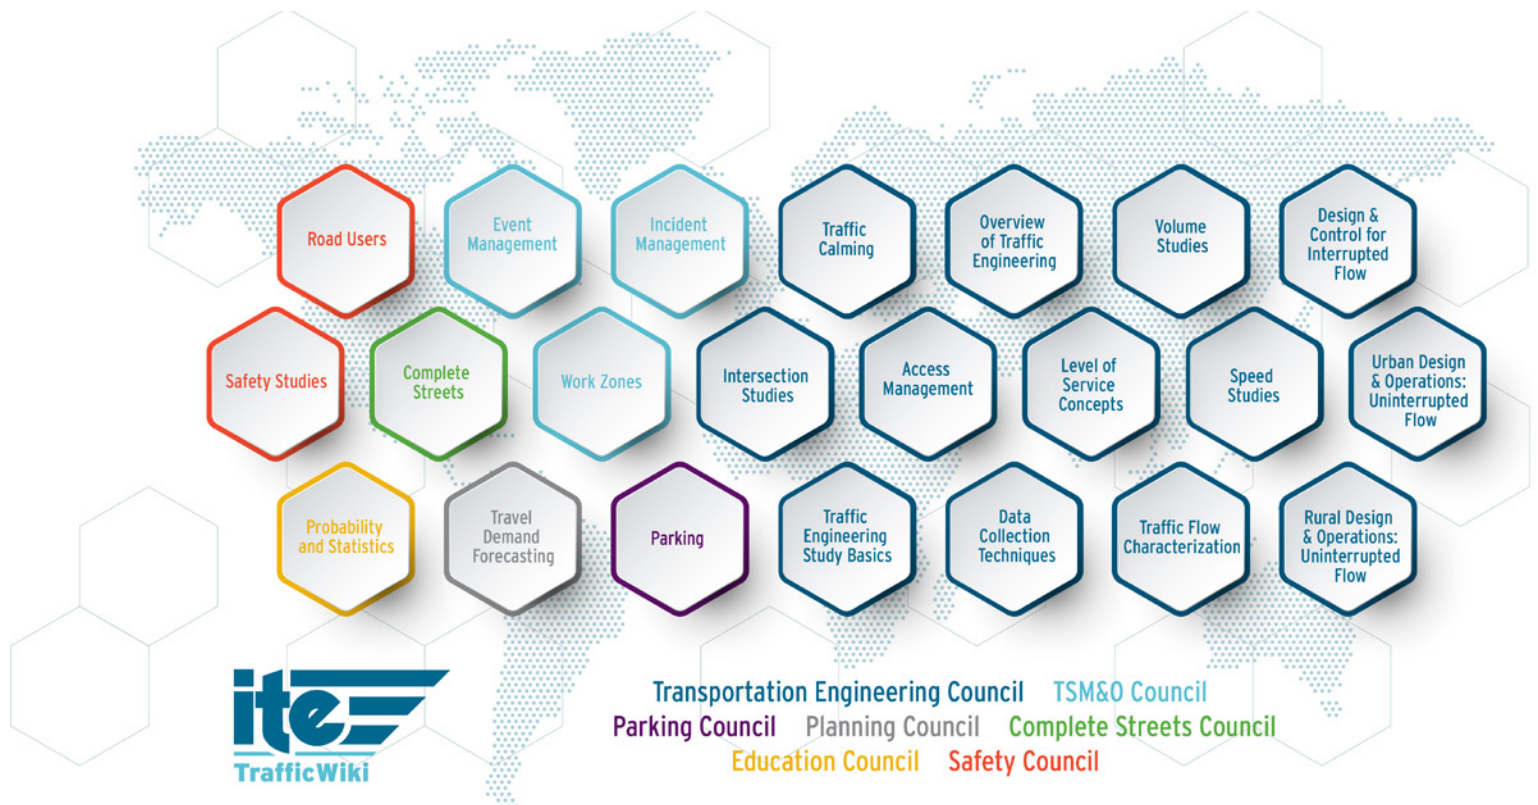 Road Users
Event
Management
Incident
Management
Traffic
Calming
Overview
of Traffic
Engineering
Volume
Studies
Design &
Control for
Interrupted
Flow
Safety Studies
Complete
Streets
Work Zones
Intersection
Studies
Access
Management
Level of
Service
Concepts
Speed
Studies
Urban Design
& Operations:
Uninterrupted
Flow
Probability
and Statistics
Travel
Demand
Forecasting
Parking
Traffic
Engineering
Study Basics
Data
Collection
Techniques
Traffic Flow
Characterization
Rural Design
& Operations:
Uninterrupted
Flow
ite
TrafficWiki
Transportation Engineering Council TSM&O Council
Parking Council Planning Council Complete Streets Council
Education Council Safety Council